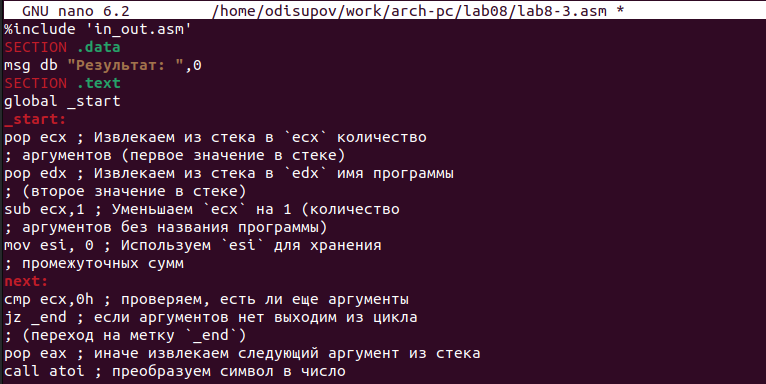 GNU nano 6.2 /home/odisupov/work/arch-pc/lab08/lab8-3.asm *
%include 'in_out.asm'
SECTION .data
msg db "Результат: ",0
SECTION .text
global _start
_start:
pop ecx ; Извлекаем из стека в `ecx` количество
; аргументов (первое значение в стеке)
pop edx ; Извлекаем из стека в `edx` имя программы
; (второе значение в стеке)
sub ecx,1 ; Уменьшаем `ecx` на 1 (количество
; аргументов без названия программы)
mov esi, 0 ; Используем `esi` для хранения
; промежуточных сумм
next:
cmp ecx,0h ; проверяем, есть ли еще аргументы
jz _end ; если аргументов нет выходим из цикла
; (переход на метку `_end`)
pop eax ; иначе извлекаем следующий аргумент из стека
call atoi ; преобразуем символ в число